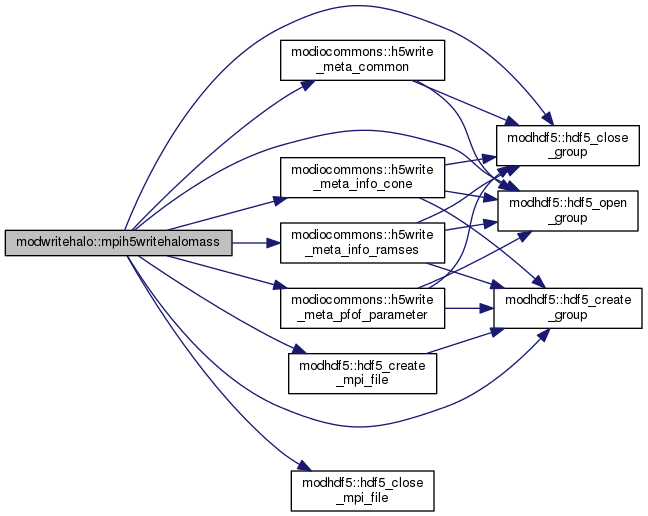 modiocommons::h5write
_meta_common
modhdf5::hdf5_close
_group
modiocommons::h5write
_meta_info_cone
modhdf5::hdf5_open
_group
modwritehalo::mpih5writehalomass
modiocommons::h5write
_meta_info_ramses
modiocommons::h5write
_meta_pfof_parameter
modhdf5::hdf5_create
_group
modhdf5::hdf5_create
_mpi_file
modhdf5::hdf5_close
_mpi_file